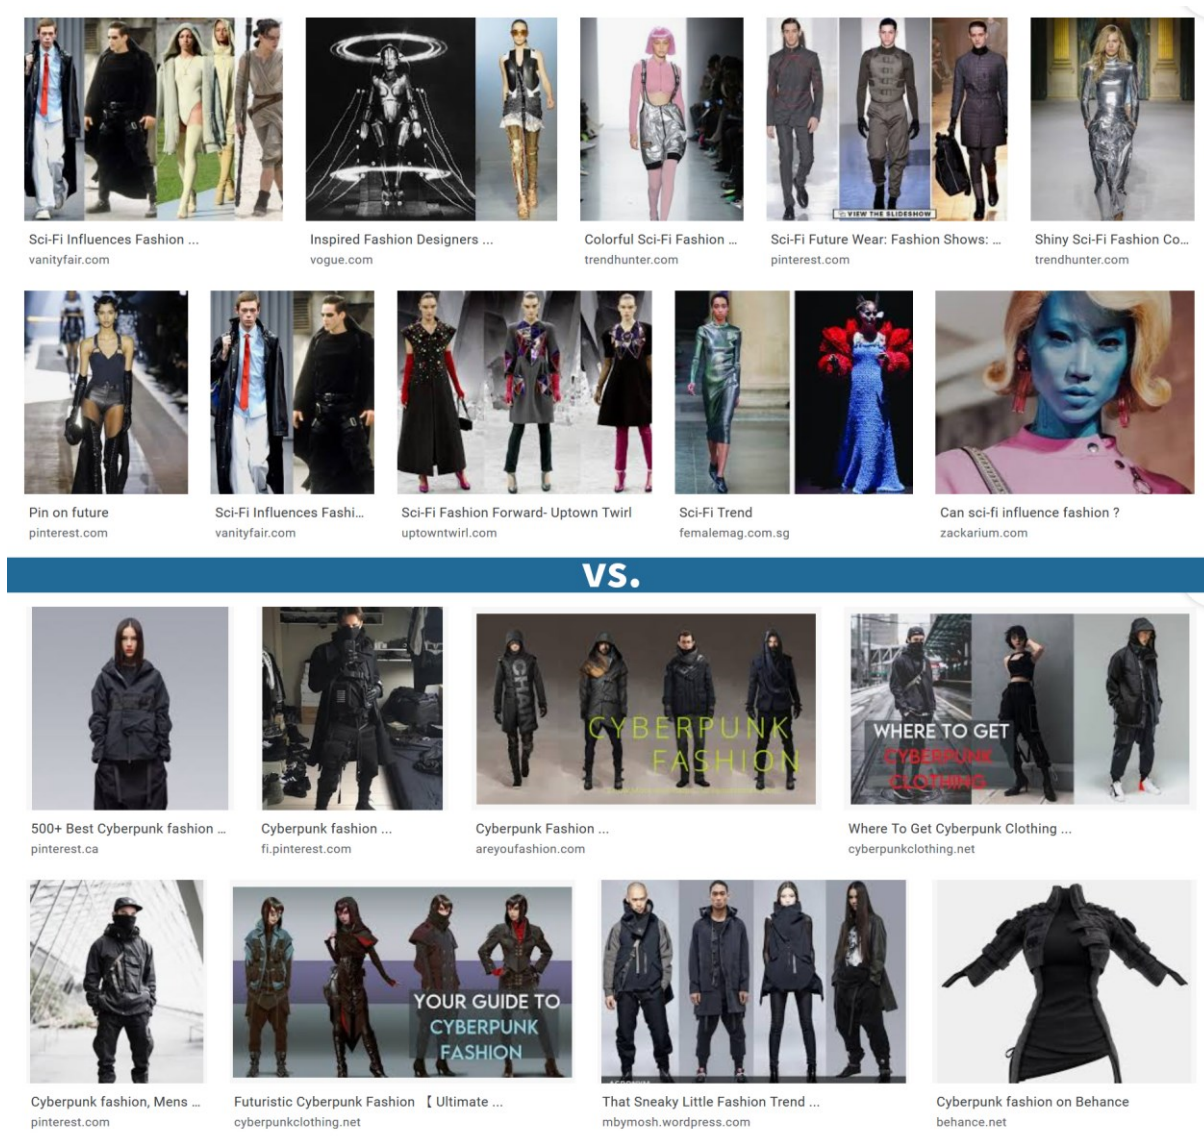 VIEW THE SLIDESHOW
Sci-Fi Influences Fashion ...
vanityfair.com
Inspired Fashion Designers ...
vogue.com
Colorful Sci-Fi Fashion ...
trendhunter.com
Sci-Fi Future Wear: Fashion Shows: ...
pinterest.com
Shiny Sci-Fi Fashion Co...
trendhunter.com
Pin on future
pinterest.com
Sci-Fi Influences Fashi...
vanityfair.com
Sci-Fi Fashion Forward- Uptown Twirl
uptowntwirl.com
Sci-Fi Trend
femalemag.com.sg
Can sci-fi influence fashion ?
zackarium.com
vs.
CYBERPUNK
FASHION
WHERE TO GET
CYBERPUNK
CLOTHING
500+ Best Cyberpunk fashion ...
pinterest.ca
Cyberpunk fashion ...
fi.pinterest.com
Cyberpunk Fashion ...
areyoufashion.com
Where To Get Cyberpunk Clothing ...
cyberpunkclothing.net
YOUR GUIDE TO
CYBERPUNK
FASHION
Cyberpunk fashion, Mens ...
pinterest.com
Futuristic Cyberpunk Fashion 【 Ultimate ...
cyberpunkclothing.net
That Sneaky Little Fashion Trend ...
mbymosh.wordpress.com
Cyberpunk fashion on Behance
behance.net